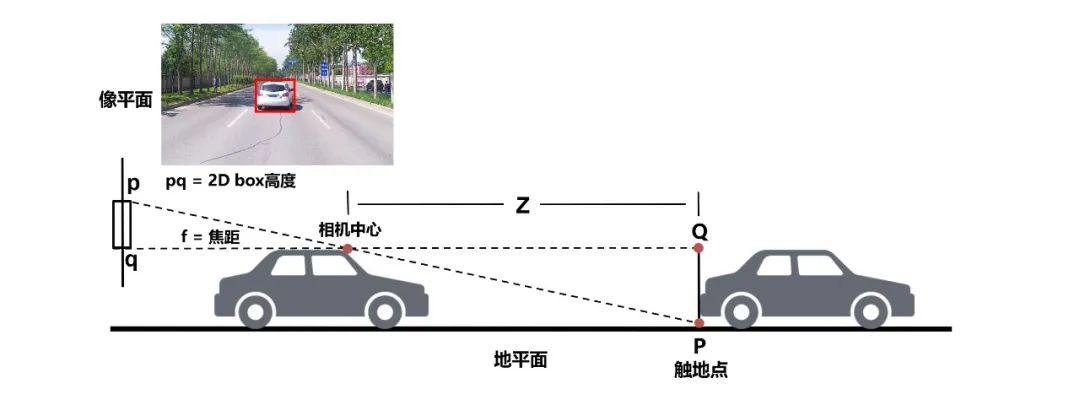 像平面
p
pq = 2D box高度
Z
相机中心
Q
f = 焦距
q
P
地平面
触地点